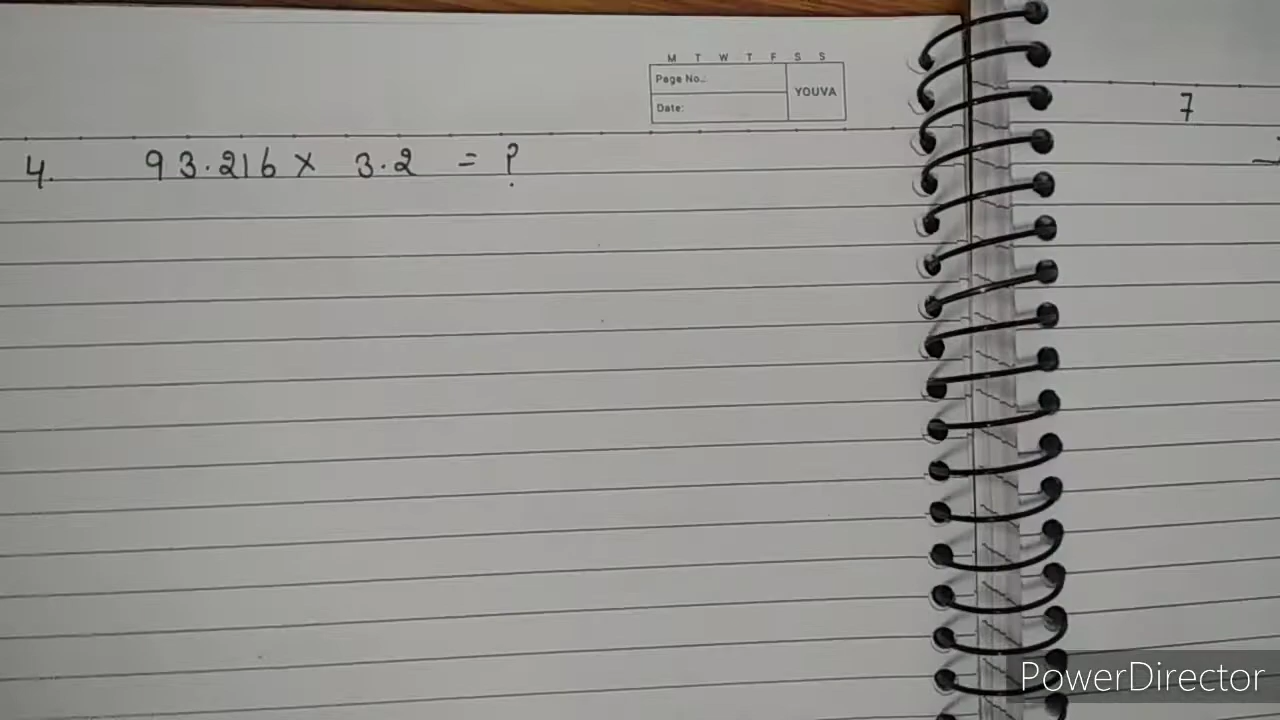 M T W T F S S
Page No.:
YOUVA
Date:
7
4. 93.216 × 3.2 = ?
PowerDirector